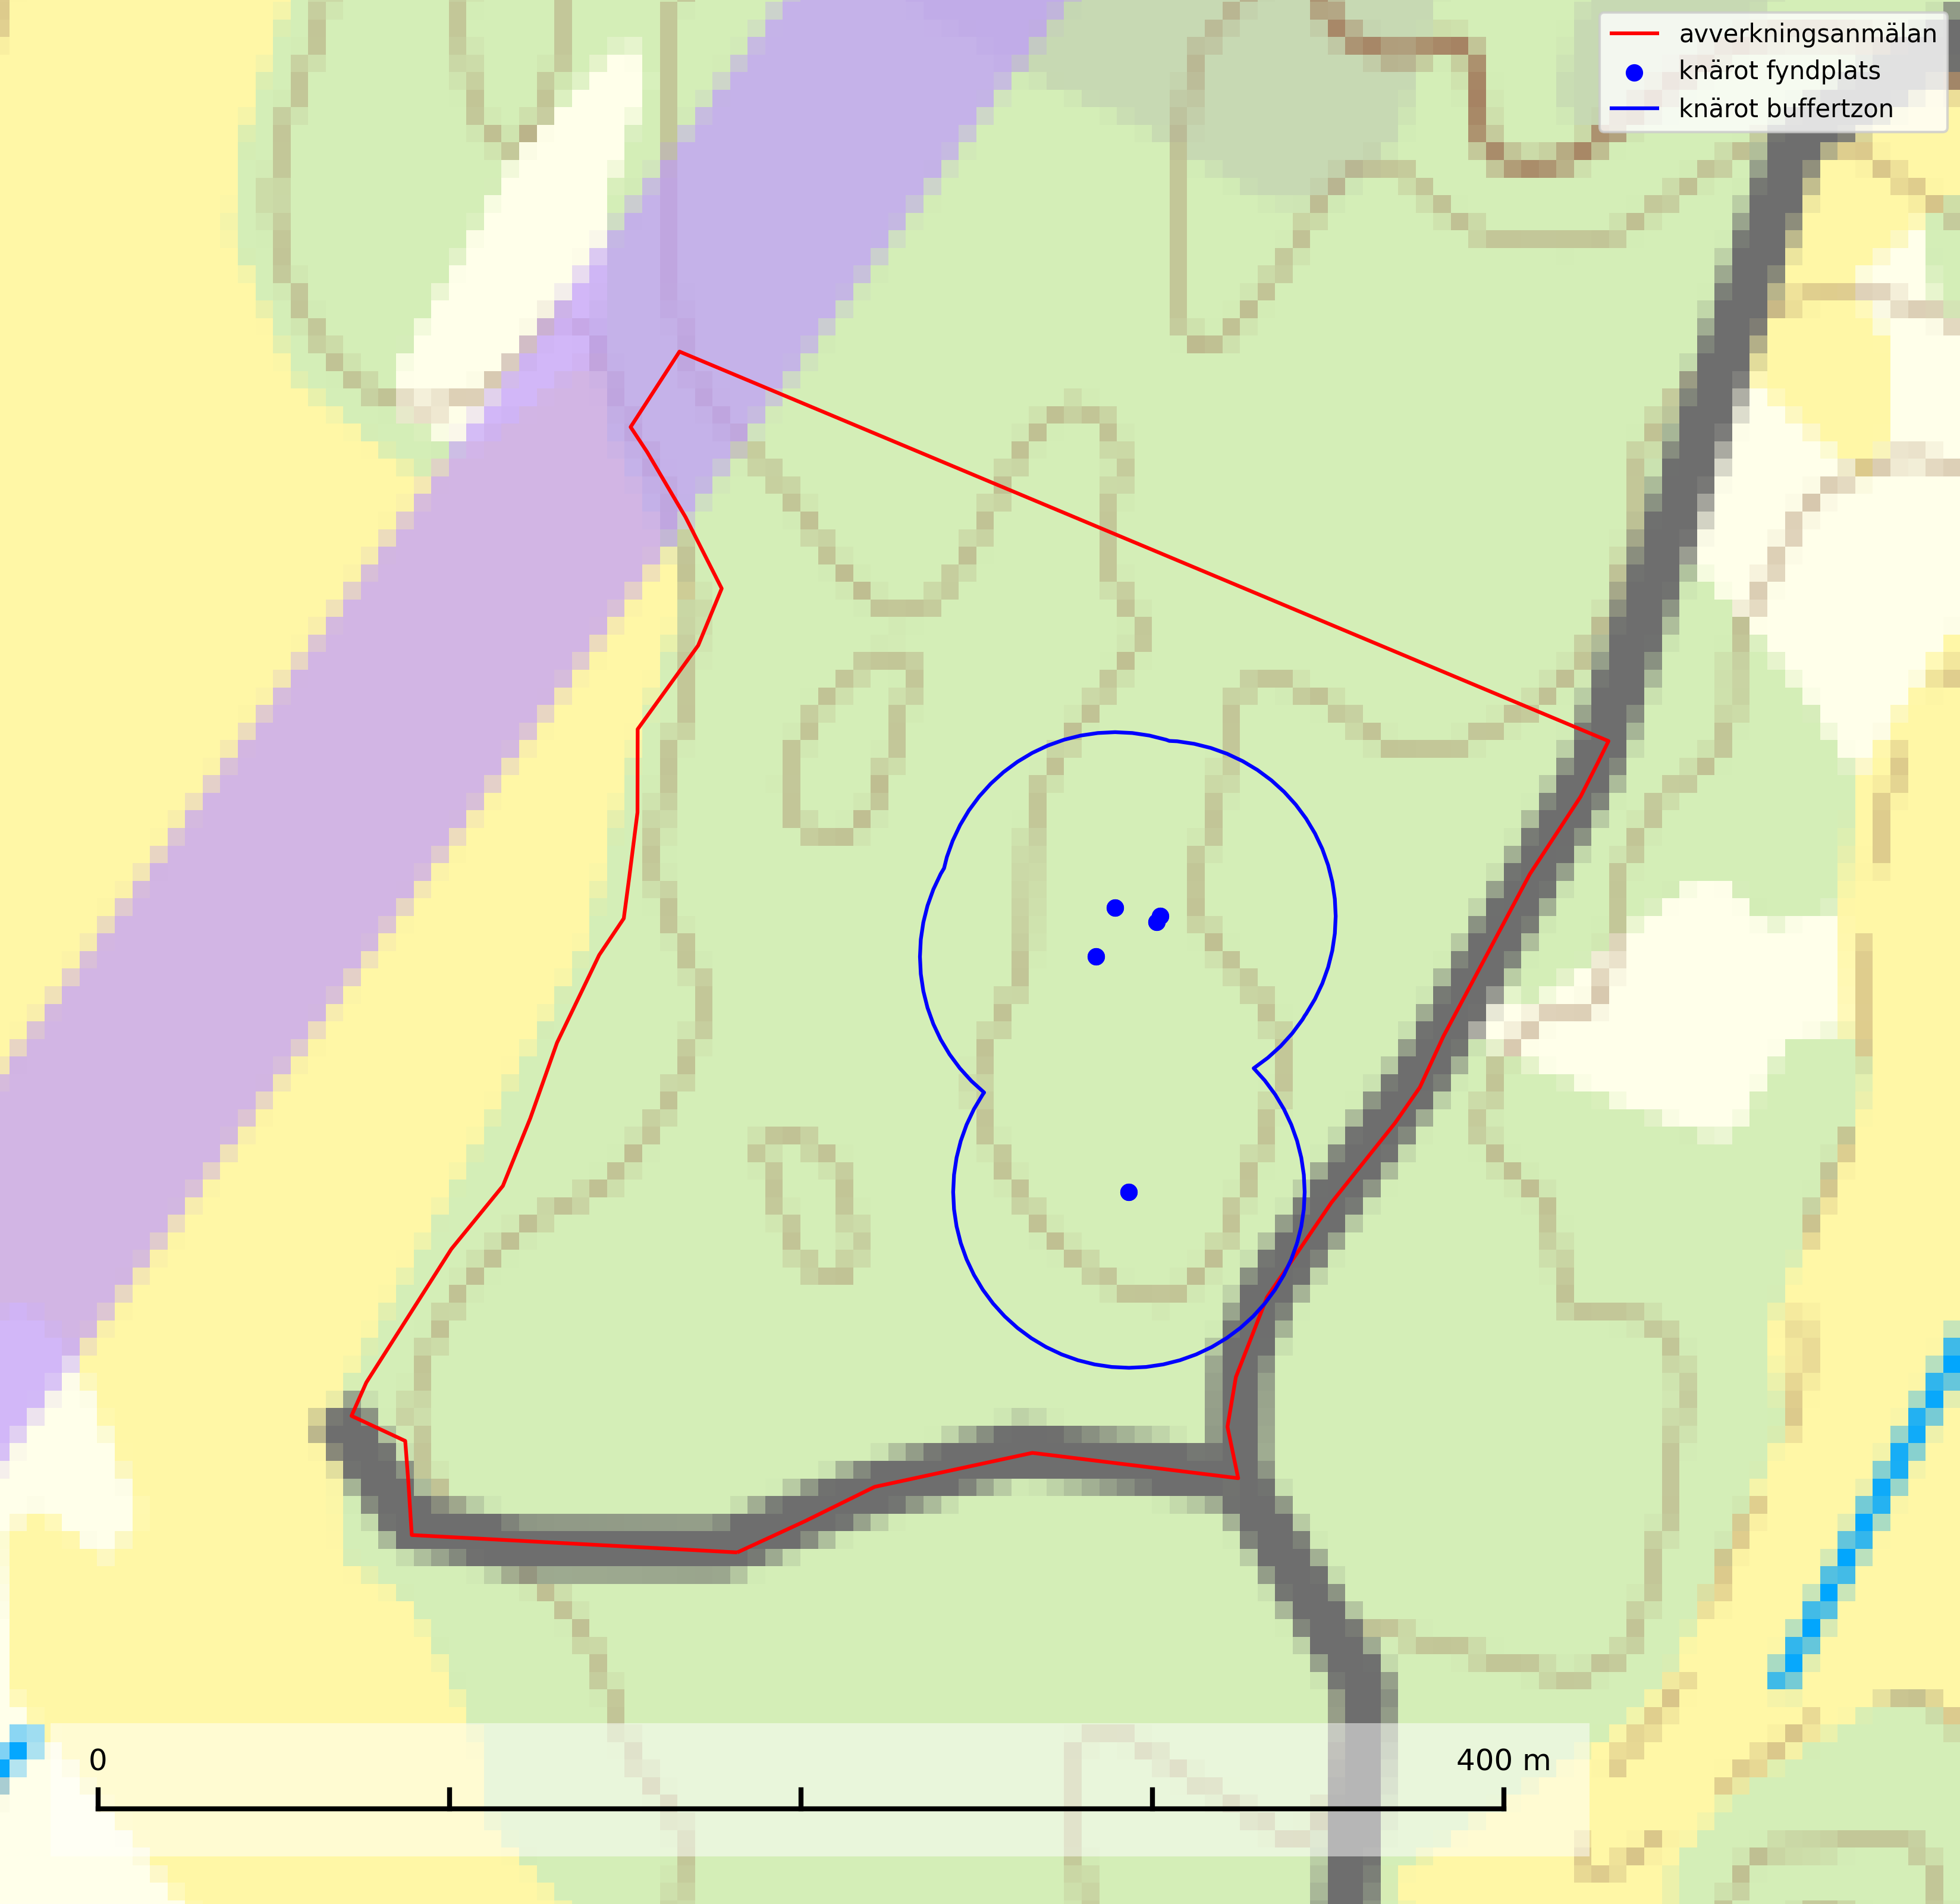 avverkningsanmälan
knärot fyndplats
knärot buffertzon
0
400 m